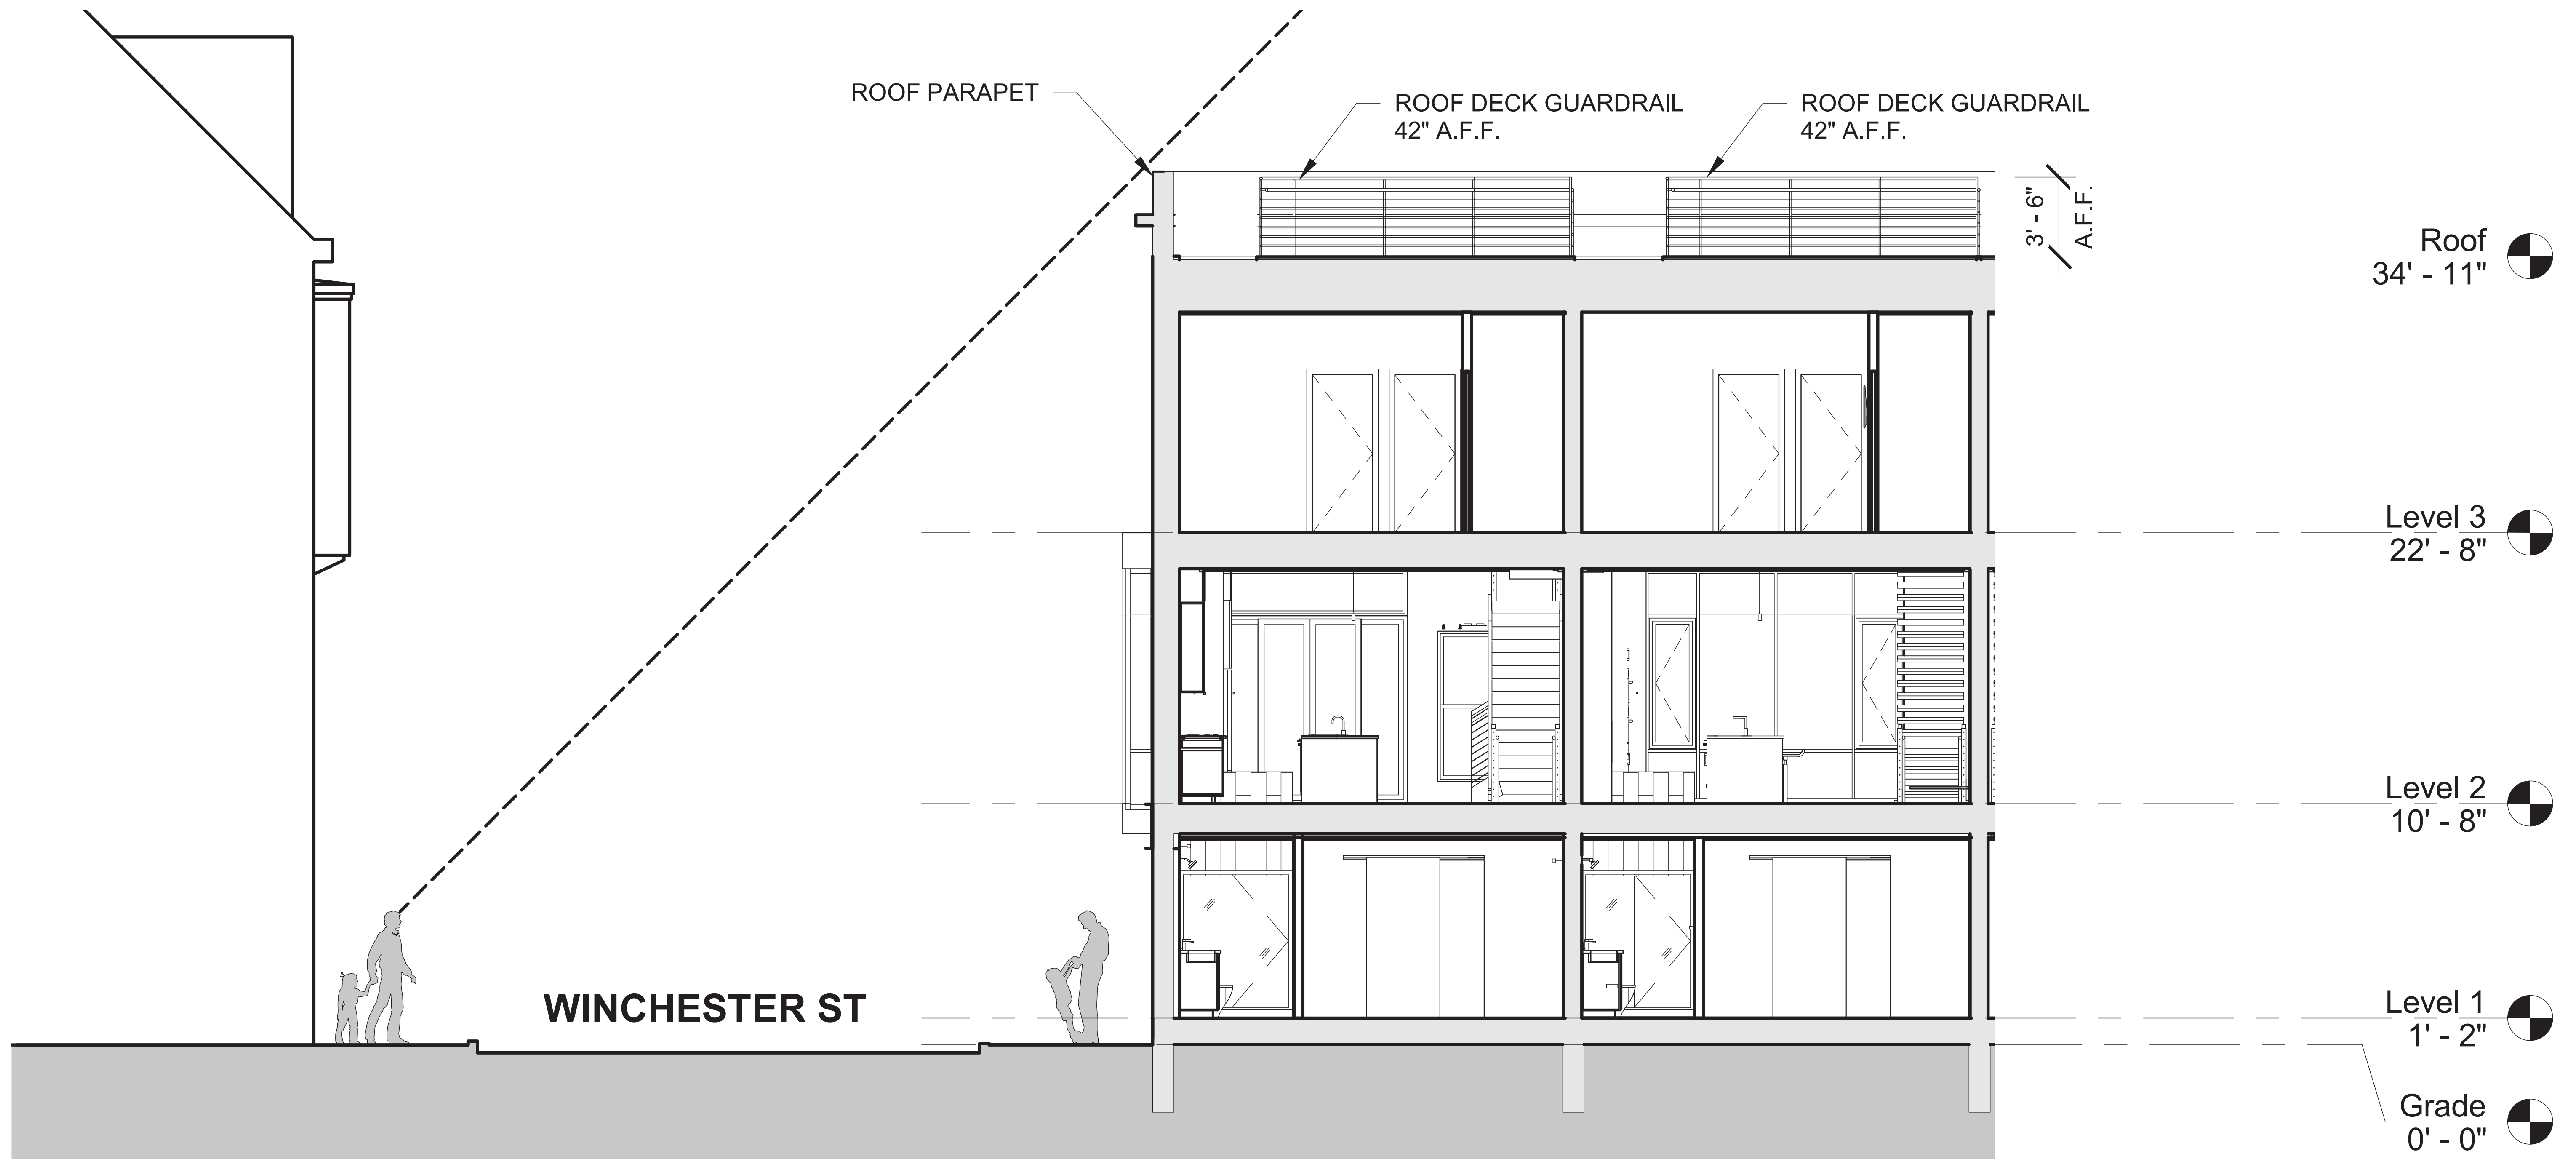 ROOF PARAPET
ROOF DECK GUARDRAIL
42" A.F.F.
ROOF DECK GUARDRAIL
42" A.F.F.
3' - 6"
A.F.F.
Roof
34' - 11"
Level 3
22' - 8"
Level 2
10' - 8"
WINCHESTER ST
Level 1
1' - 2"
Grade
0' - 0"